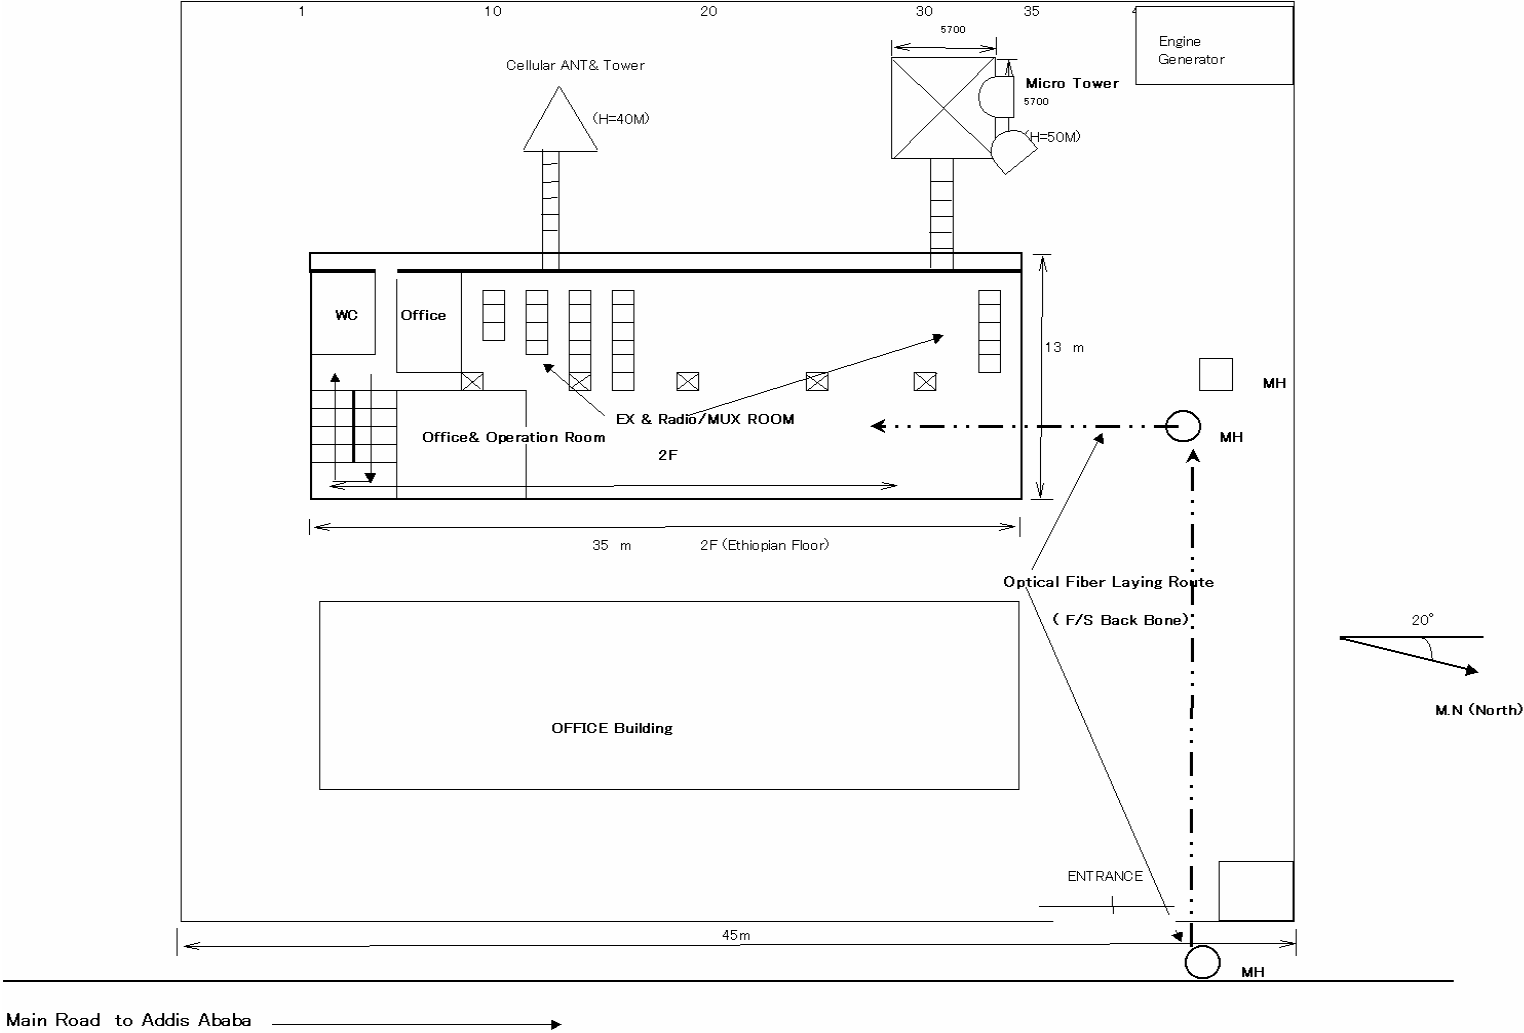 1 10 20 30 35
5700
Engine
Generator
Cellular ANT& Tower
Micro Tower
5700
(H=40M)
(H=50M)
WC
Office
13 m
MH
EX & Radio/MUX ROOM
Office& Operation Room
MH
2F
35 m 2F (Ethiopian Floor)
Optical Fiber Laying Route
( F/S Back Bone)
20°
M.N (North)
OFFICE Building
ENTRANCE
45m
MH
Main Road to Addis Ababa